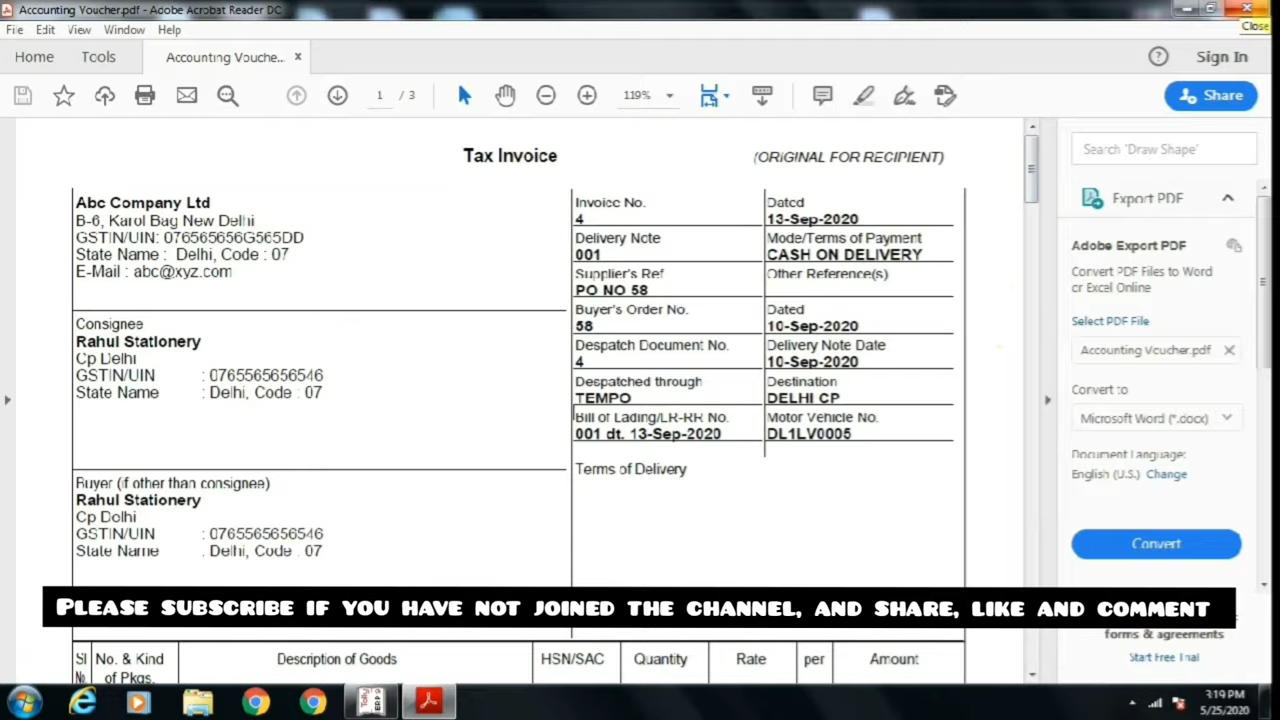 Accounting Voucher.pdf - Adobe Acrobat Reader DC
Close
File Edit View Window Help
Home Tools Accounting Vouche... x ? Sign In
1 / 3 119% Share
Tax Invoice (ORIGINAL FOR RECIPIENT)
Abc Company Ltd
B-6, Karol Bag New Delhi
GSTIN/UIN: 076565656G565DD
State Name : Delhi, Code : 07
E-Mail : abc@xyz.com
Consignee
Rahul Stationery
Cp Delhi
GSTIN/UIN : 0765565656546
State Name : Delhi, Code : 07
Buyer (if other than consignee)
Rahul Stationery
Cp Delhi
GSTIN/UIN : 0765565656546
State Name : Delhi, Code : 07
Invoice No. Dated
4 13-Sep-2020
Delivery Note Mode/Terms of Payment
001 CASH ON DELIVERY
Supplier's Ref Other Reference(s)
PO NO 58
Buyer's Order No. Dated
58 10-Sep-2020
Despatch Document No. Delivery Note Date
4 10-Sep-2020
Despatched through Destination
TEMPO DELHI CP
Bill of Lading/LR-RR No. Motor Vehicle No.
001 dt. 13-Sep-2020 DL1LV0005
Terms of Delivery
Sl No. & Kind Description of Goods HSN/SAC Quantity Rate per Amount
No. of Pkgs.
Search 'Draw Shape'
Export PDF
Adobe Export PDF
Convert PDF Files to Word
or Excel Online
Select PDF File
Accounting Voucher.pdf X
Convert to
Microsoft Word (*.docx)
Document Language:
English (U.S.) Change
Convert
forms & agreements
Start Free Trial
PLEASE SUBSCRIBE IF YOU HAVE NOT JOINED THE CHANNEL, AND SHARE, LIKE AND COMMENT
Tally ERP 9
3:19 PM
5/25/2020